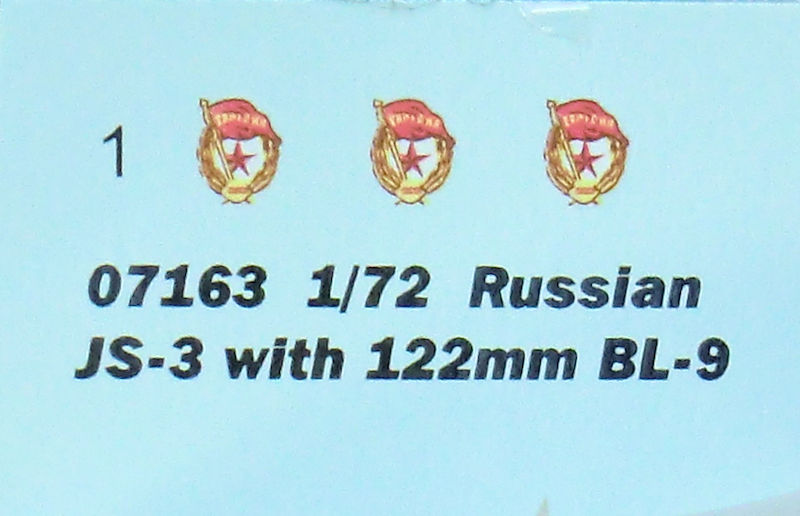 1
07163 1/72 Russian
JS-3 with 122mm BL-9